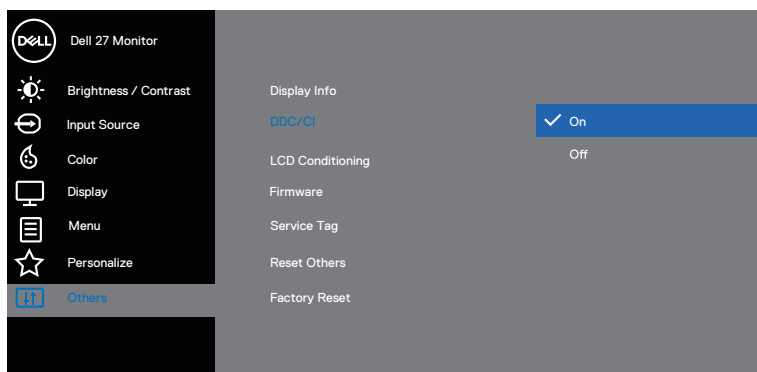 DELL
Dell 27 Monitor
Brightness / Contrast
Input Source
Color
Display
Menu
Personalize
Others
Display Info
DDC/CI
LCD Conditioning
Firmware
Service Tag
Reset Others
Factory Reset
On
Off